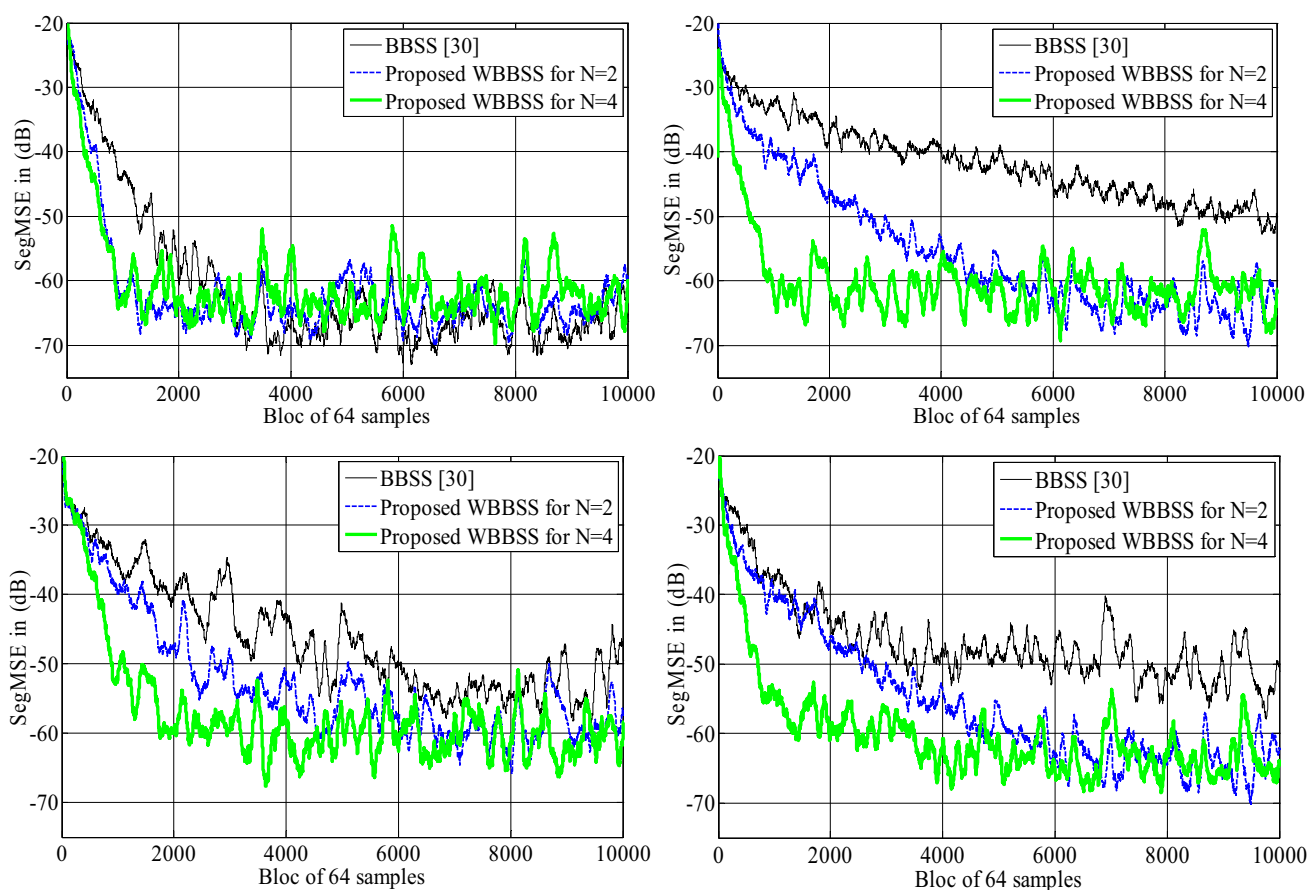 -20
-30
-40
-50
-60
-70
SegMSE in (dB)
BBSS [30]
Proposed WBBSS for N=2
Proposed WBBSS for N=4
0 2000 4000 6000 8000 10000
Bloc of 64 samples
-20
-30
-40
-50
-60
-70
SegMSE in (dB)
BBSS [30]
Proposed WBBSS for N=2
Proposed WBBSS for N=4
0 2000 4000 6000 8000 10000
Bloc of 64 samples
-20
-30
-40
-50
-60
-70
SegMSE in (dB)
BBSS [30]
Proposed WBBSS for N=2
Proposed WBBSS for N=4
0 2000 4000 6000 8000 10000
Bloc of 64 samples
-20
-30
-40
-50
-60
-70
SegMSE in (dB)
BBSS [30]
Proposed WBBSS for N=2
Proposed WBBSS for N=4
0 2000 4000 6000 8000 10000
Bloc of 64 samples